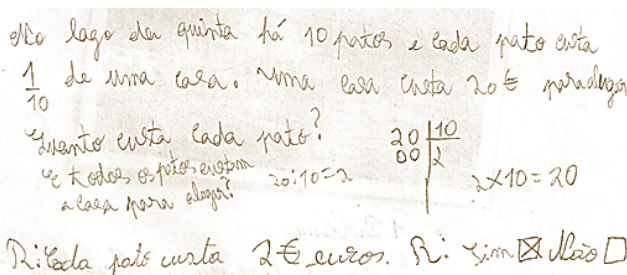 No lago da quinta há 10 patos e cada pato custa
1/10 de uma casa. Uma casa custa 20€ para alugar
Quanto custa cada pato?
20 | 10
00 | 2
E todos os patos custam
a casa para alugar?
20:10=2
2×10=20
R: Cada pato custa 2€ euros. R: Sim ☒ Não ☐